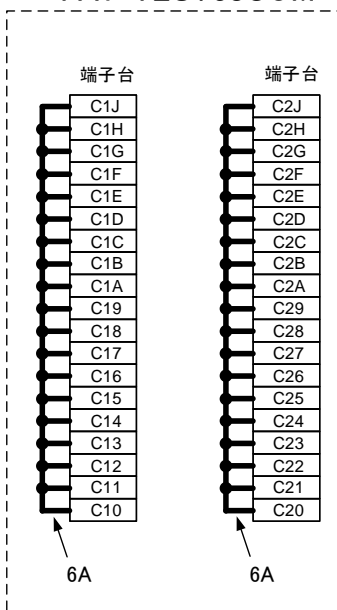 端子台
C1J
C1H
C1G
C1F
C1E
C1D
C1C
C1B
C1A
C19
C18
C17
C16
C15
C14
C13
C12
C11
C10
6A
端子台
C2J
C2H
C2G
C2F
C2E
C2D
C2C
C2B
C2A
C29
C28
C27
C26
C25
C24
C23
C22
C21
C20
6A